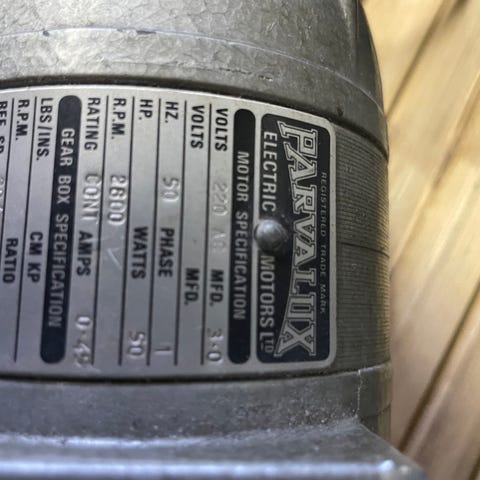 REGISTERED TRADE MARK
PARVALUX
ELECTRIC MOTORS LTD
MOTOR SPECIFICATION
VOLTS 220 AC MFD. 3.0
VOLTS MFD.
HZ. 50 PHASE 1
HP. WATTS 50
R.P.M. 2800
RATING CONT AMPS 0.45
GEAR BOX SPECIFICATION
LBS/INS. CM KP
R.P.M. RATIO